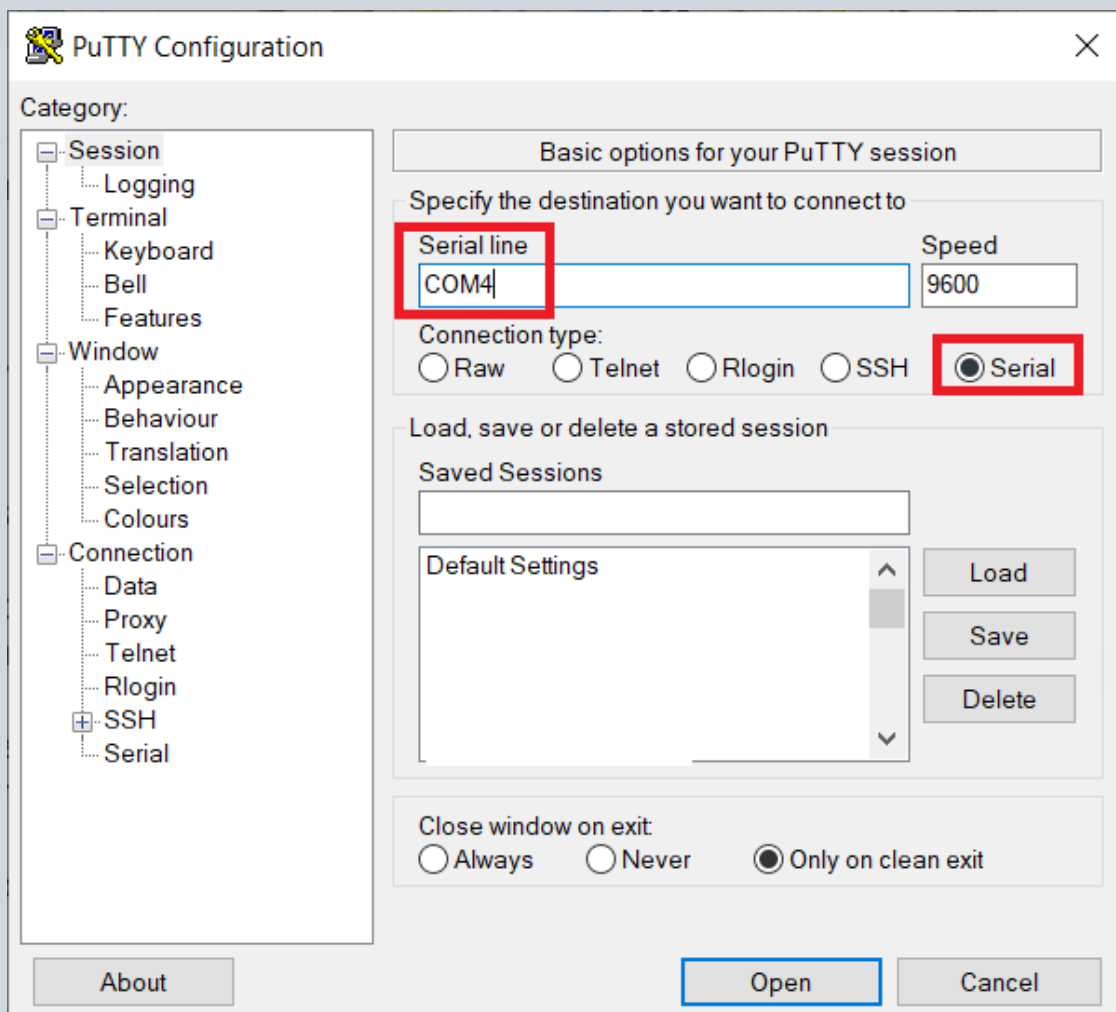 PuTTY Configuration
Category:
Session
Logging
Terminal
Keyboard
Bell
Features
Window
Appearance
Behaviour
Translation
Selection
Colours
Connection
Data
Proxy
Telnet
Rlogin
SSH
Serial
Basic options for your PuTTY session
Specify the destination you want to connect to
Serial line Speed
COM4 9600
Connection type:
Raw Telnet Rlogin SSH Serial
Load, save or delete a stored session
Saved Sessions
Default Settings
Load
Save
Delete
Close window on exit:
Always Never Only on clean exit
About Open Cancel